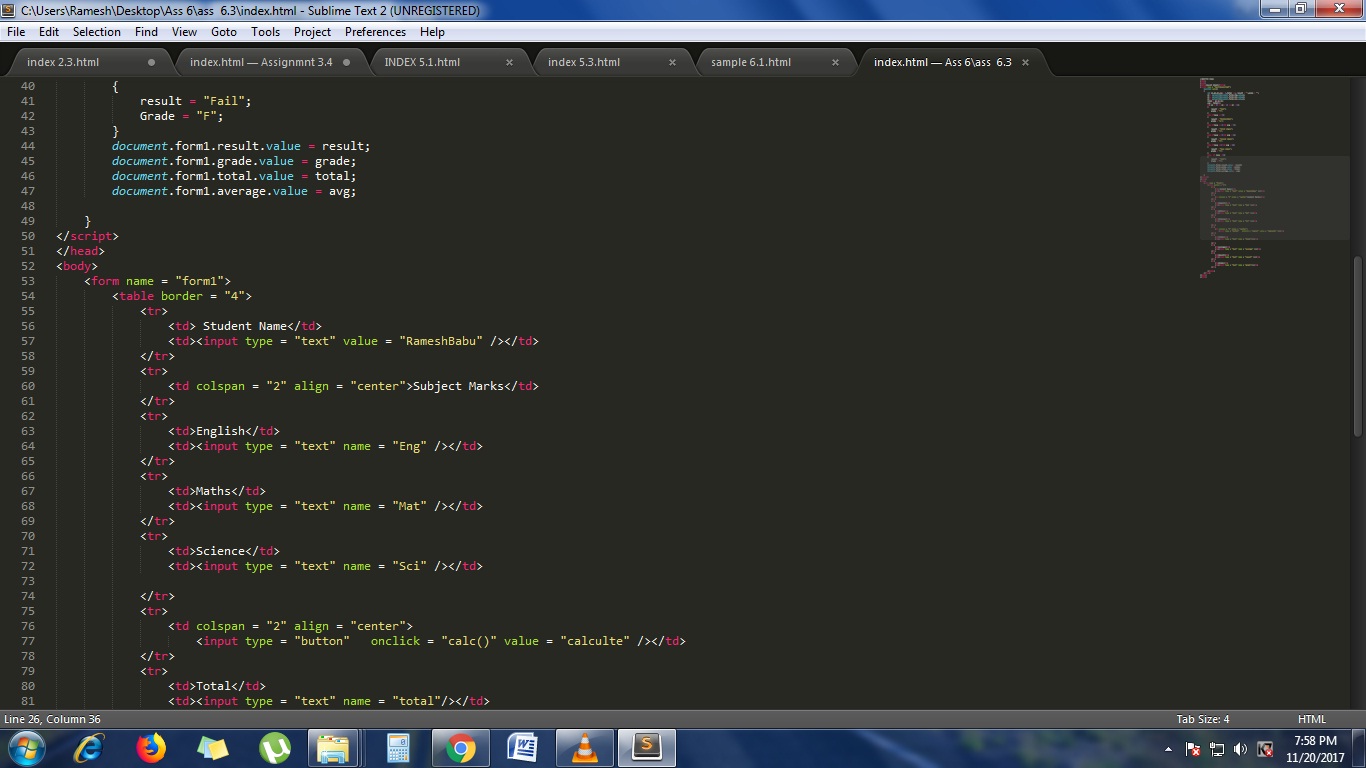 C:\Users\Ramesh\Desktop\Ass 6\ass  6.3\index.html - Sublime Text 2 (UNREGISTERED)
File Edit Selection Find View Goto Tools Project Preferences Help
index 2.3.html index.html — Assignmnt 3.4 INDEX 5.1.html index 5.3.html sample 6.1.html index.html — Ass 6\ass  6.3
40         {
41             result = "Fail";
42             Grade = "F";
43         }
44         document.form1.result.value = result;
45         document.form1.grade.value = grade;
46         document.form1.total.value = total;
47         document.form1.average.value = avg;
48
49     }
50 </script>
51 </head>
52 <body>
53     <form name = "form1">
54         <table border = "4">
55             <tr>
56                 <td> Student Name</td>
57                 <td><input type = "text" value = "RameshBabu" /></td>
58             </tr>
59             <tr>
60                 <td colspan = "2" align = "center">Subject Marks</td>
61             </tr>
62             <tr>
63                 <td>English</td>
64                 <td><input type = "text" name = "Eng" /></td>
65             </tr>
66             <tr>
67                 <td>Maths</td>
68                 <td><input type = "text" name = "Mat" /></td>
69             </tr>
70             <tr>
71                 <td>Science</td>
72                 <td><input type = "text" name = "Sci" /></td>
73
74             </tr>
75             <tr>
76                 <td colspan = "2" align = "center">
77                     <input type = "button"   onclick = "calc()" value = "calculte" /></td>
78             </tr>
79             <tr>
80                 <td>Total</td>
81                 <td><input type = "text" name = "total"/></td>
Line 26, Column 36 Tab Size: 4 HTML
7:58 PM
11/20/2017